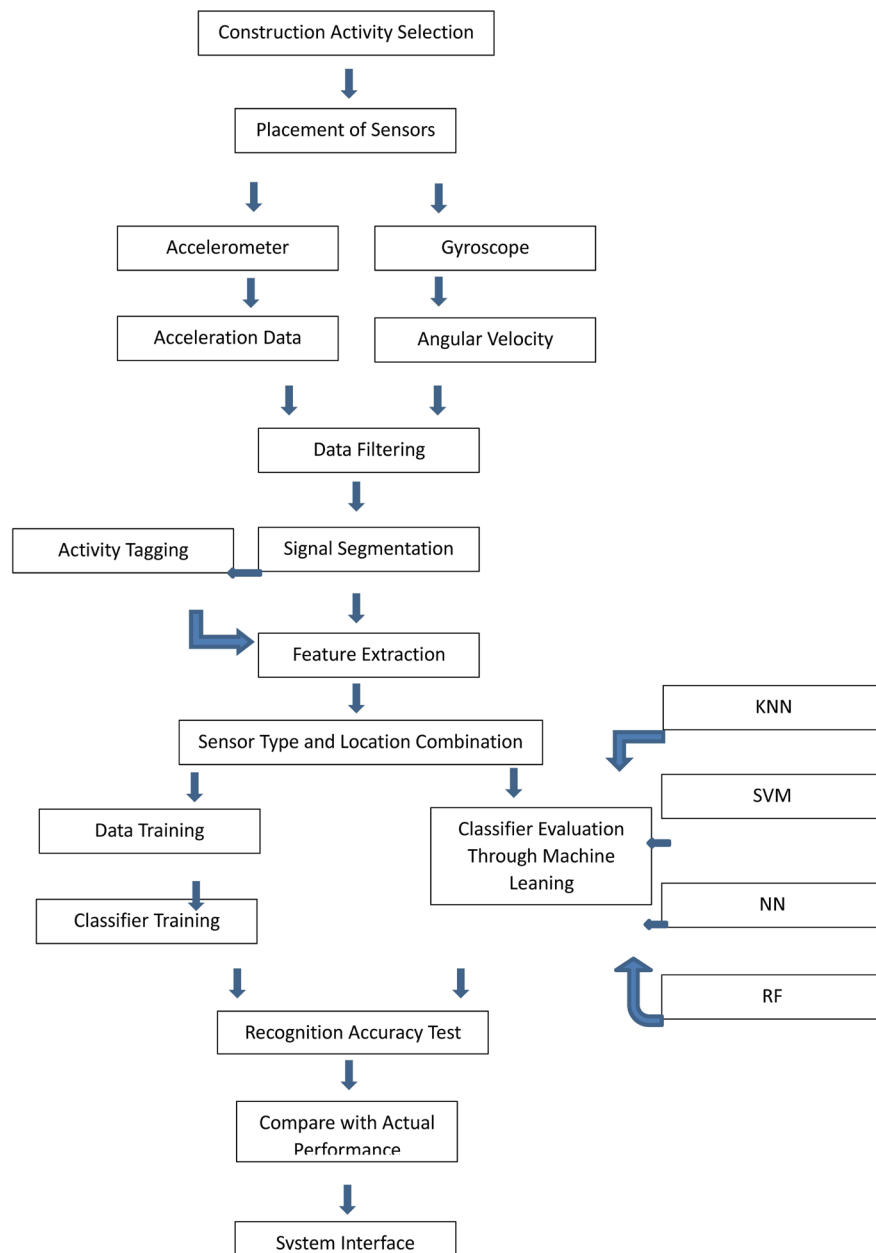 Construction Activity Selection
Placement of Sensors
Accelerometer
Gyroscope
Acceleration Data
Angular Velocity
Data Filtering
Activity Tagging
Signal Segmentation
Feature Extraction
KNN
Sensor Type and Location Combination
SVM
Data Training
Classifier Evaluation
Through Machine
Leaning
NN
Classifier Training
RF
Recognition Accuracy Test
Compare with Actual
Performance
System Interface